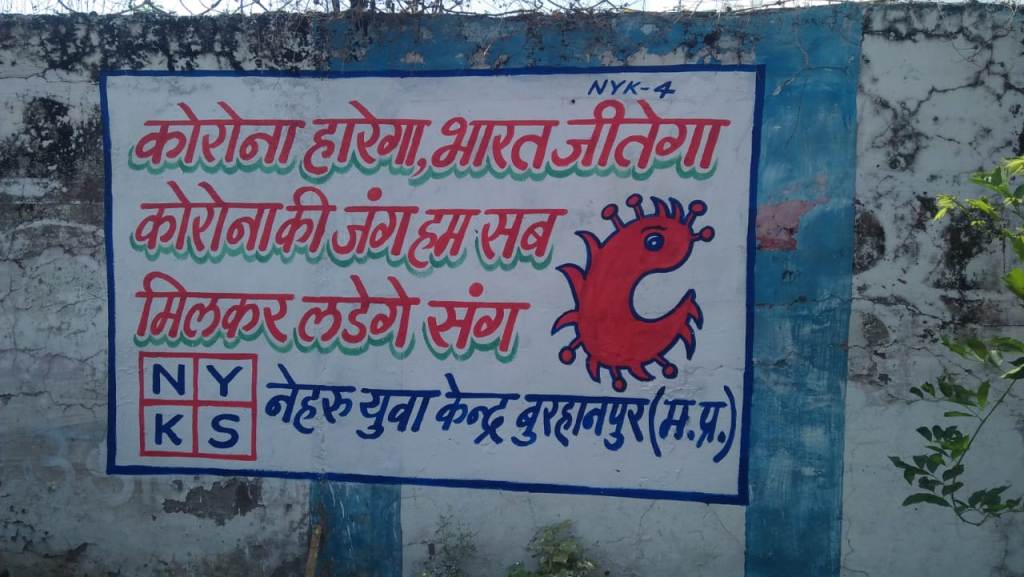 NYK-4
कोरोना हारेगा, भारत जीतेगा
कोरोना की जंग हम सब
मिलकर लडेगे संग
NY
KS
नेहरु युवा केन्द्र बुरहानपुर (म.प्र.)